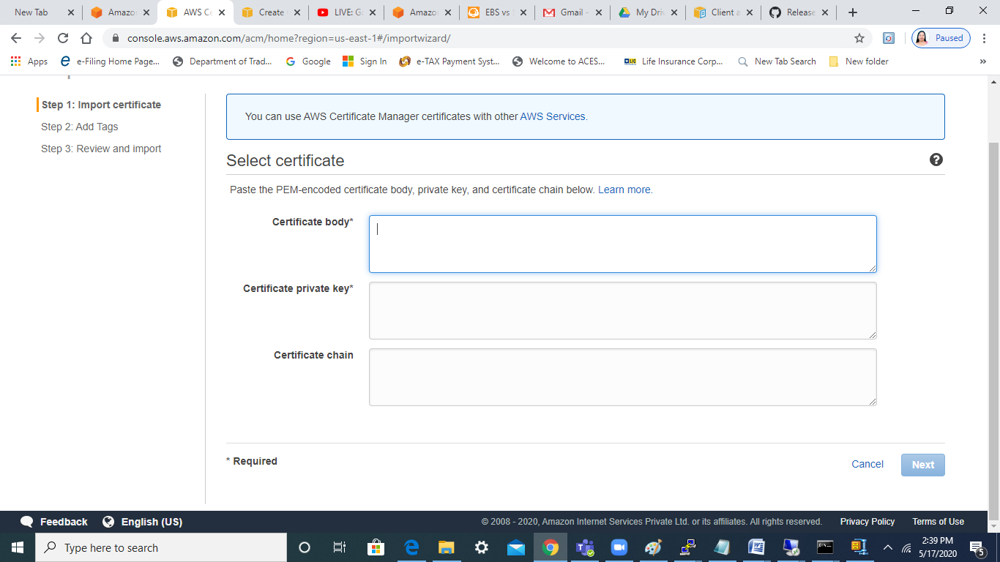 New Tab
Amazo
AWS Ce
Create
LIVE: G
Amazo
EBS vs
Gmail -
My Driv
Client a
Release
console.aws.amazon.com/acm/home?region=us-east-1#/importwizard/
Paused
Apps
e-Filing Home Page...
Department of Trad...
Google
Sign In
e-TAX Payment Syst...
Welcome to ACES...
LIC
Life Insurance Corp...
New Tab Search
New folder
»
Step 1: Import certificate
Step 2: Add Tags
Step 3: Review and import
You can use AWS Certificate Manager certificates with other AWS Services.
Select certificate
Paste the PEM-encoded certificate body, private key, and certificate chain below. Learn more.
Certificate body*
Certificate private key*
Certificate chain
* Required
Cancel
Next
Feedback
English (US)
© 2008 - 2020, Amazon Internet Services Private Ltd. or its affiliates. All rights reserved.
Privacy Policy
Terms of Use
Type here to search
2:39 PM
5/17/2020
5